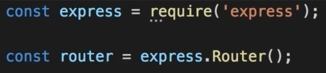 const express = require('express');
const router = express.Router();